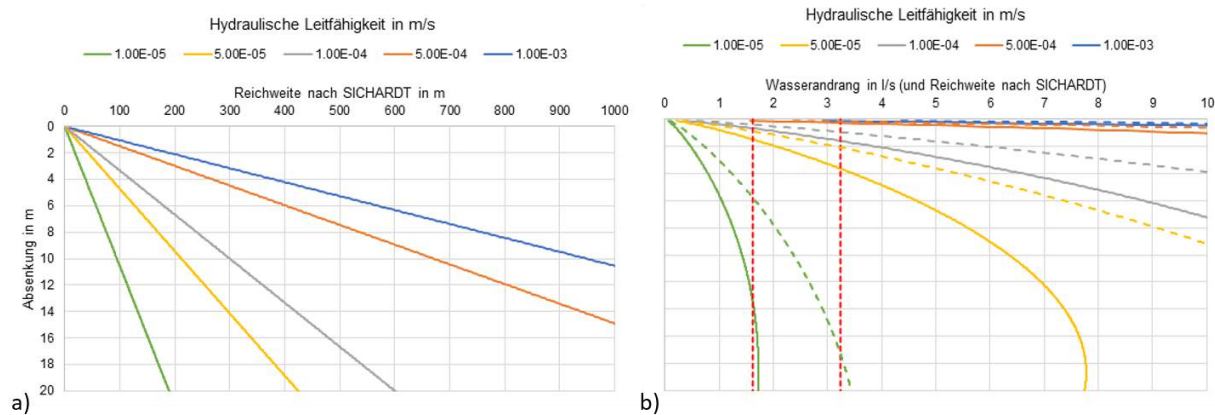 a)
Hydraulische Leitfähigkeit in m/s
1.00E-05 5.00E-05 1.00E-04 5.00E-04 1.00E-03
Reichweite nach SICHARDT in m
0 100 200 300 400 500 600 700 800 900 1000
Absenkung in m
0
2
4
6
8
10
12
14
16
18
20
b)
Hydraulische Leitfähigkeit in m/s
1.00E-05 5.00E-05 1.00E-04 5.00E-04 1.00E-03
Wasserandrang in l/s (und Reichweite nach SICHARDT)
0 1 2 3 4 5 6 7 8 9 10